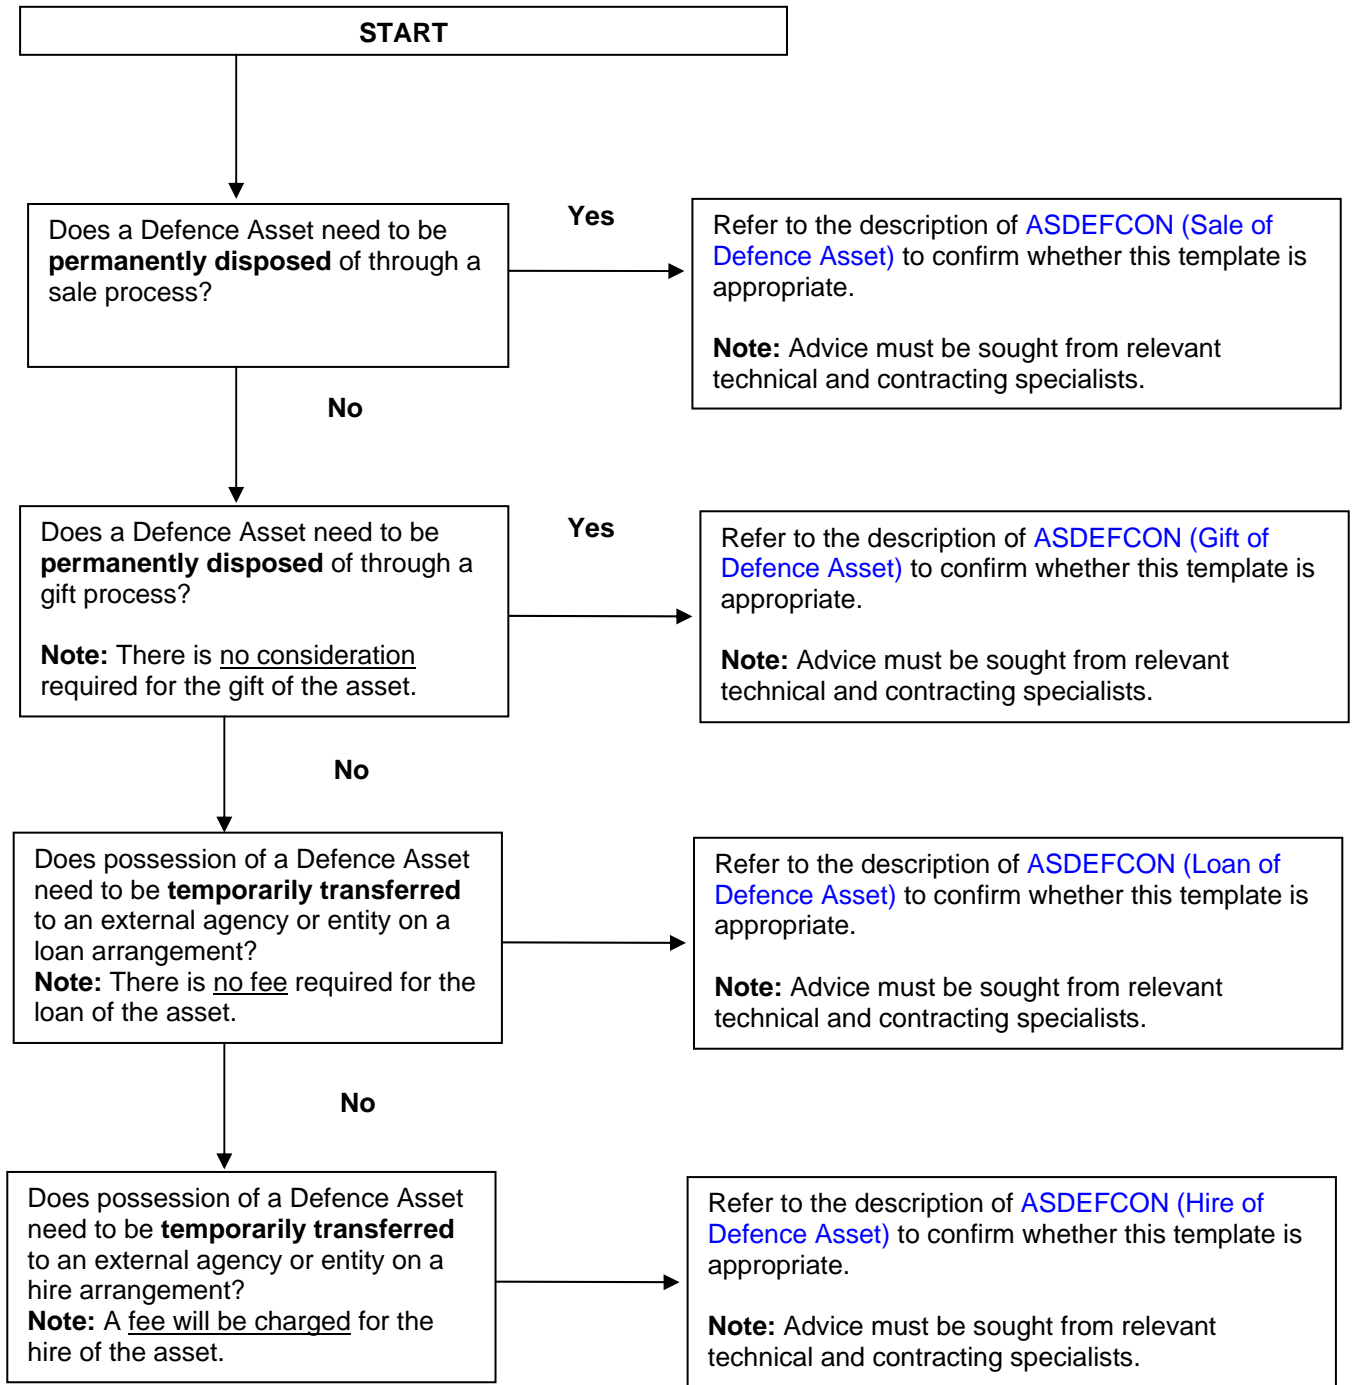 START
Does a Defence Asset need to be
permanently disposed of through a
sale process?
Yes
Refer to the description of ASDEFCON (Sale of
Defence Asset) to confirm whether this template is
appropriate.
Note: Advice must be sought from relevant
technical and contracting specialists.
No
Does a Defence Asset need to be
permanently disposed of through a
gift process?
Note: There is no consideration
required for the gift of the asset.
Yes
Refer to the description of ASDEFCON (Gift of
Defence Asset) to confirm whether this template is
appropriate.
Note: Advice must be sought from relevant
technical and contracting specialists.
No
Does possession of a Defence Asset
need to be temporarily transferred
to an external agency or entity on a
loan arrangement?
Note: There is no fee required for the
loan of the asset.
Refer to the description of ASDEFCON (Loan of
Defence Asset) to confirm whether this template is
appropriate.
Note: Advice must be sought from relevant
technical and contracting specialists.
No
Does possession of a Defence Asset
need to be temporarily transferred
to an external agency or entity on a
hire arrangement?
Note: A fee will be charged for the
hire of the asset.
Refer to the description of ASDEFCON (Hire of
Defence Asset) to confirm whether this template is
appropriate.
Note: Advice must be sought from relevant
technical and contracting specialists.